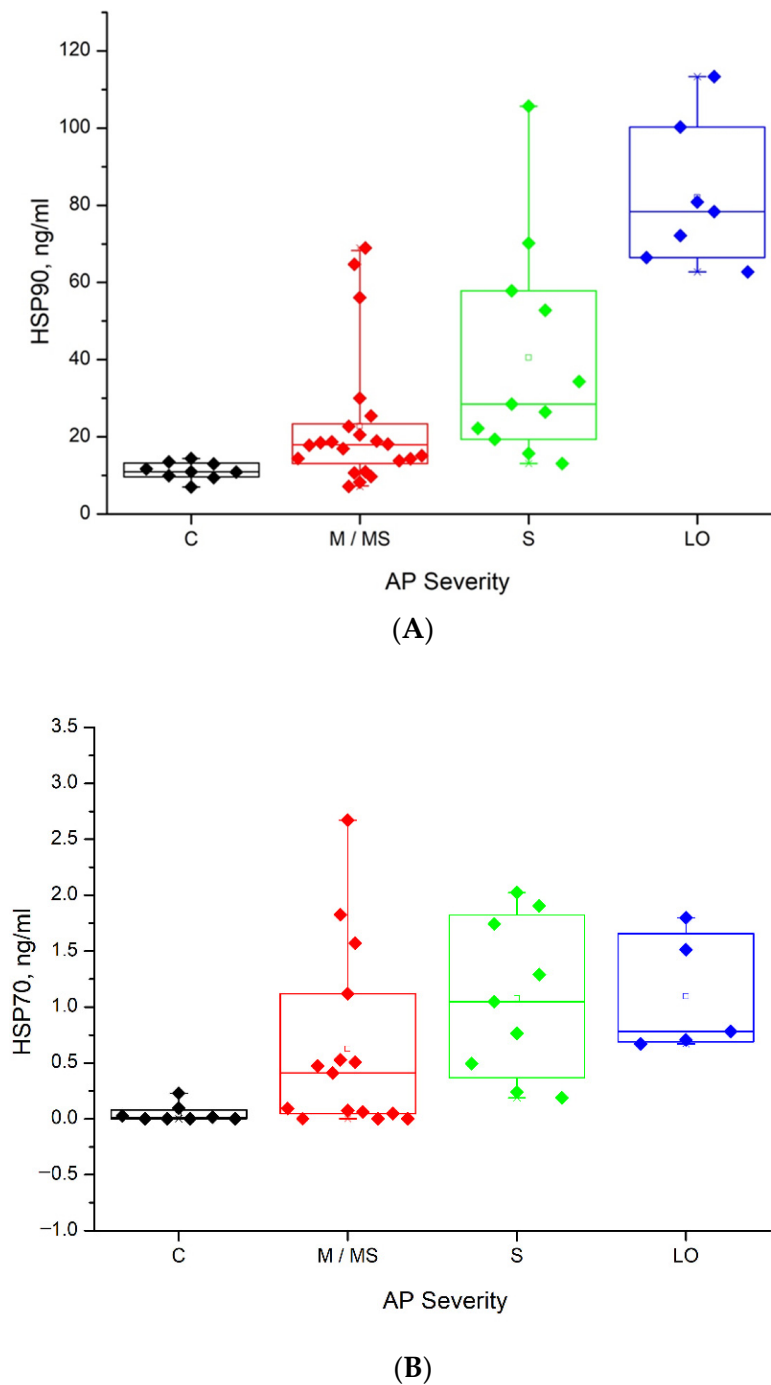 HSP90, ng/ml
120
100
80
60
40
20
0
C
M / MS
S
LO
AP Severity
(A)
HSP70, ng/ml
3.5
3.0
2.5
2.0
1.5
1.0
0.5
0.0
−0.5
−1.0
C
M / MS
S
LO
AP Severity
(B)